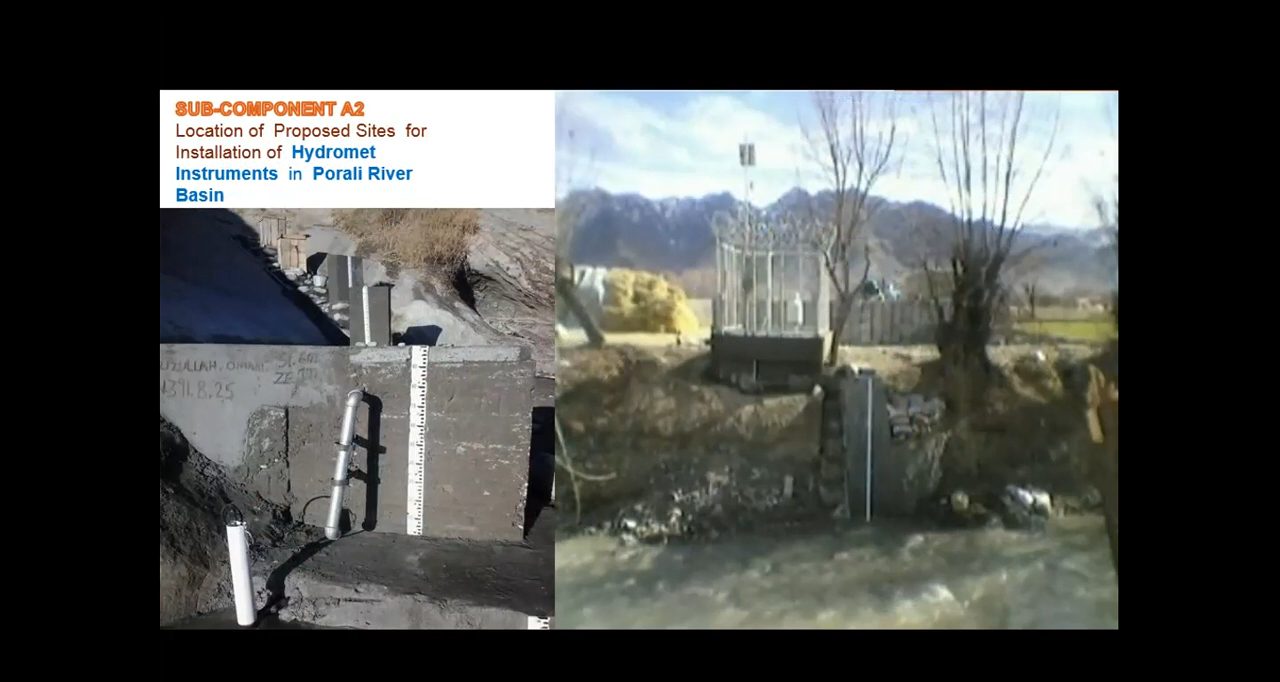 SUB-COMPONENT A2
Location of Proposed Sites for
Installation of Hydromet
Instruments in Porali River
Basin
1391.8.25